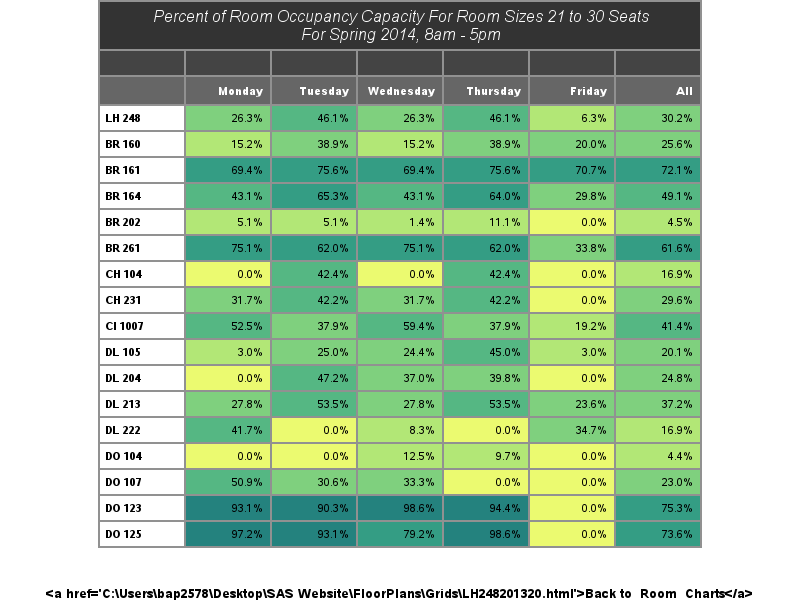 Percent of Room Occupancy Capacity For Room Sizes 21 to 30 Seats
For Spring 2014, 8am - 5pm
Monday Tuesday Wednesday Thursday Friday All
LH 248 26.3% 46.1% 26.3% 46.1% 6.3% 30.2%
BR 160 15.2% 38.9% 15.2% 38.9% 20.0% 25.6%
BR 161 69.4% 75.6% 69.4% 75.6% 70.7% 72.1%
BR 164 43.1% 65.3% 43.1% 64.0% 29.8% 49.1%
BR 202 5.1% 5.1% 1.4% 11.1% 0.0% 4.5%
BR 261 75.1% 62.0% 75.1% 62.0% 33.8% 61.6%
CH 104 0.0% 42.4% 0.0% 42.4% 0.0% 16.9%
CH 231 31.7% 42.2% 31.7% 42.2% 0.0% 29.6%
CI 1007 52.5% 37.9% 59.4% 37.9% 19.2% 41.4%
DL 105 3.0% 25.0% 24.4% 45.0% 3.0% 20.1%
DL 204 0.0% 47.2% 37.0% 39.8% 0.0% 24.8%
DL 213 27.8% 53.5% 27.8% 53.5% 23.6% 37.2%
DL 222 41.7% 0.0% 8.3% 0.0% 34.7% 16.9%
DO 104 0.0% 0.0% 12.5% 9.7% 0.0% 4.4%
DO 107 50.9% 30.6% 33.3% 0.0% 0.0% 23.0%
DO 123 93.1% 90.3% 98.6% 94.4% 0.0% 75.3%
DO 125 97.2% 93.1% 79.2% 98.6% 0.0% 73.6%
<a href='C:\Users\bap2578\Desktop\SAS Website\FloorPlans\Grids\LH248201320.html'>Back to Room Charts</a>